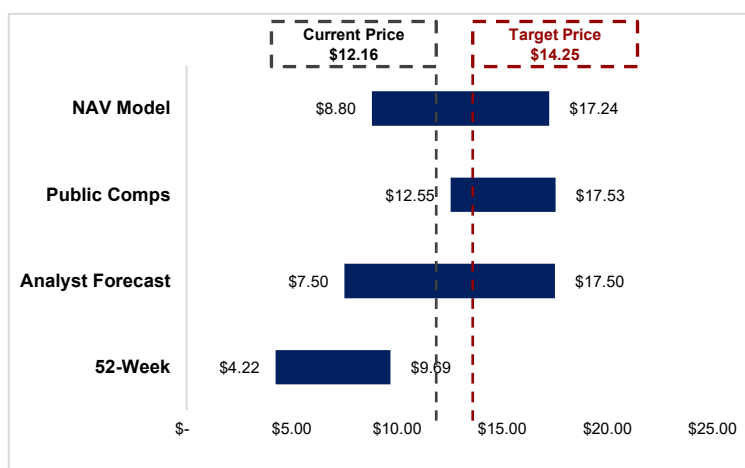 Current Price
$12.16
Target Price
$14.25
NAV Model
$8.80
$17.24
Public Comps
$12.55
$17.53
Analyst Forecast
$7.50
$17.50
52-Week
$4.22
$9.69
$- $5.00 $10.00 $15.00 $20.00 $25.00